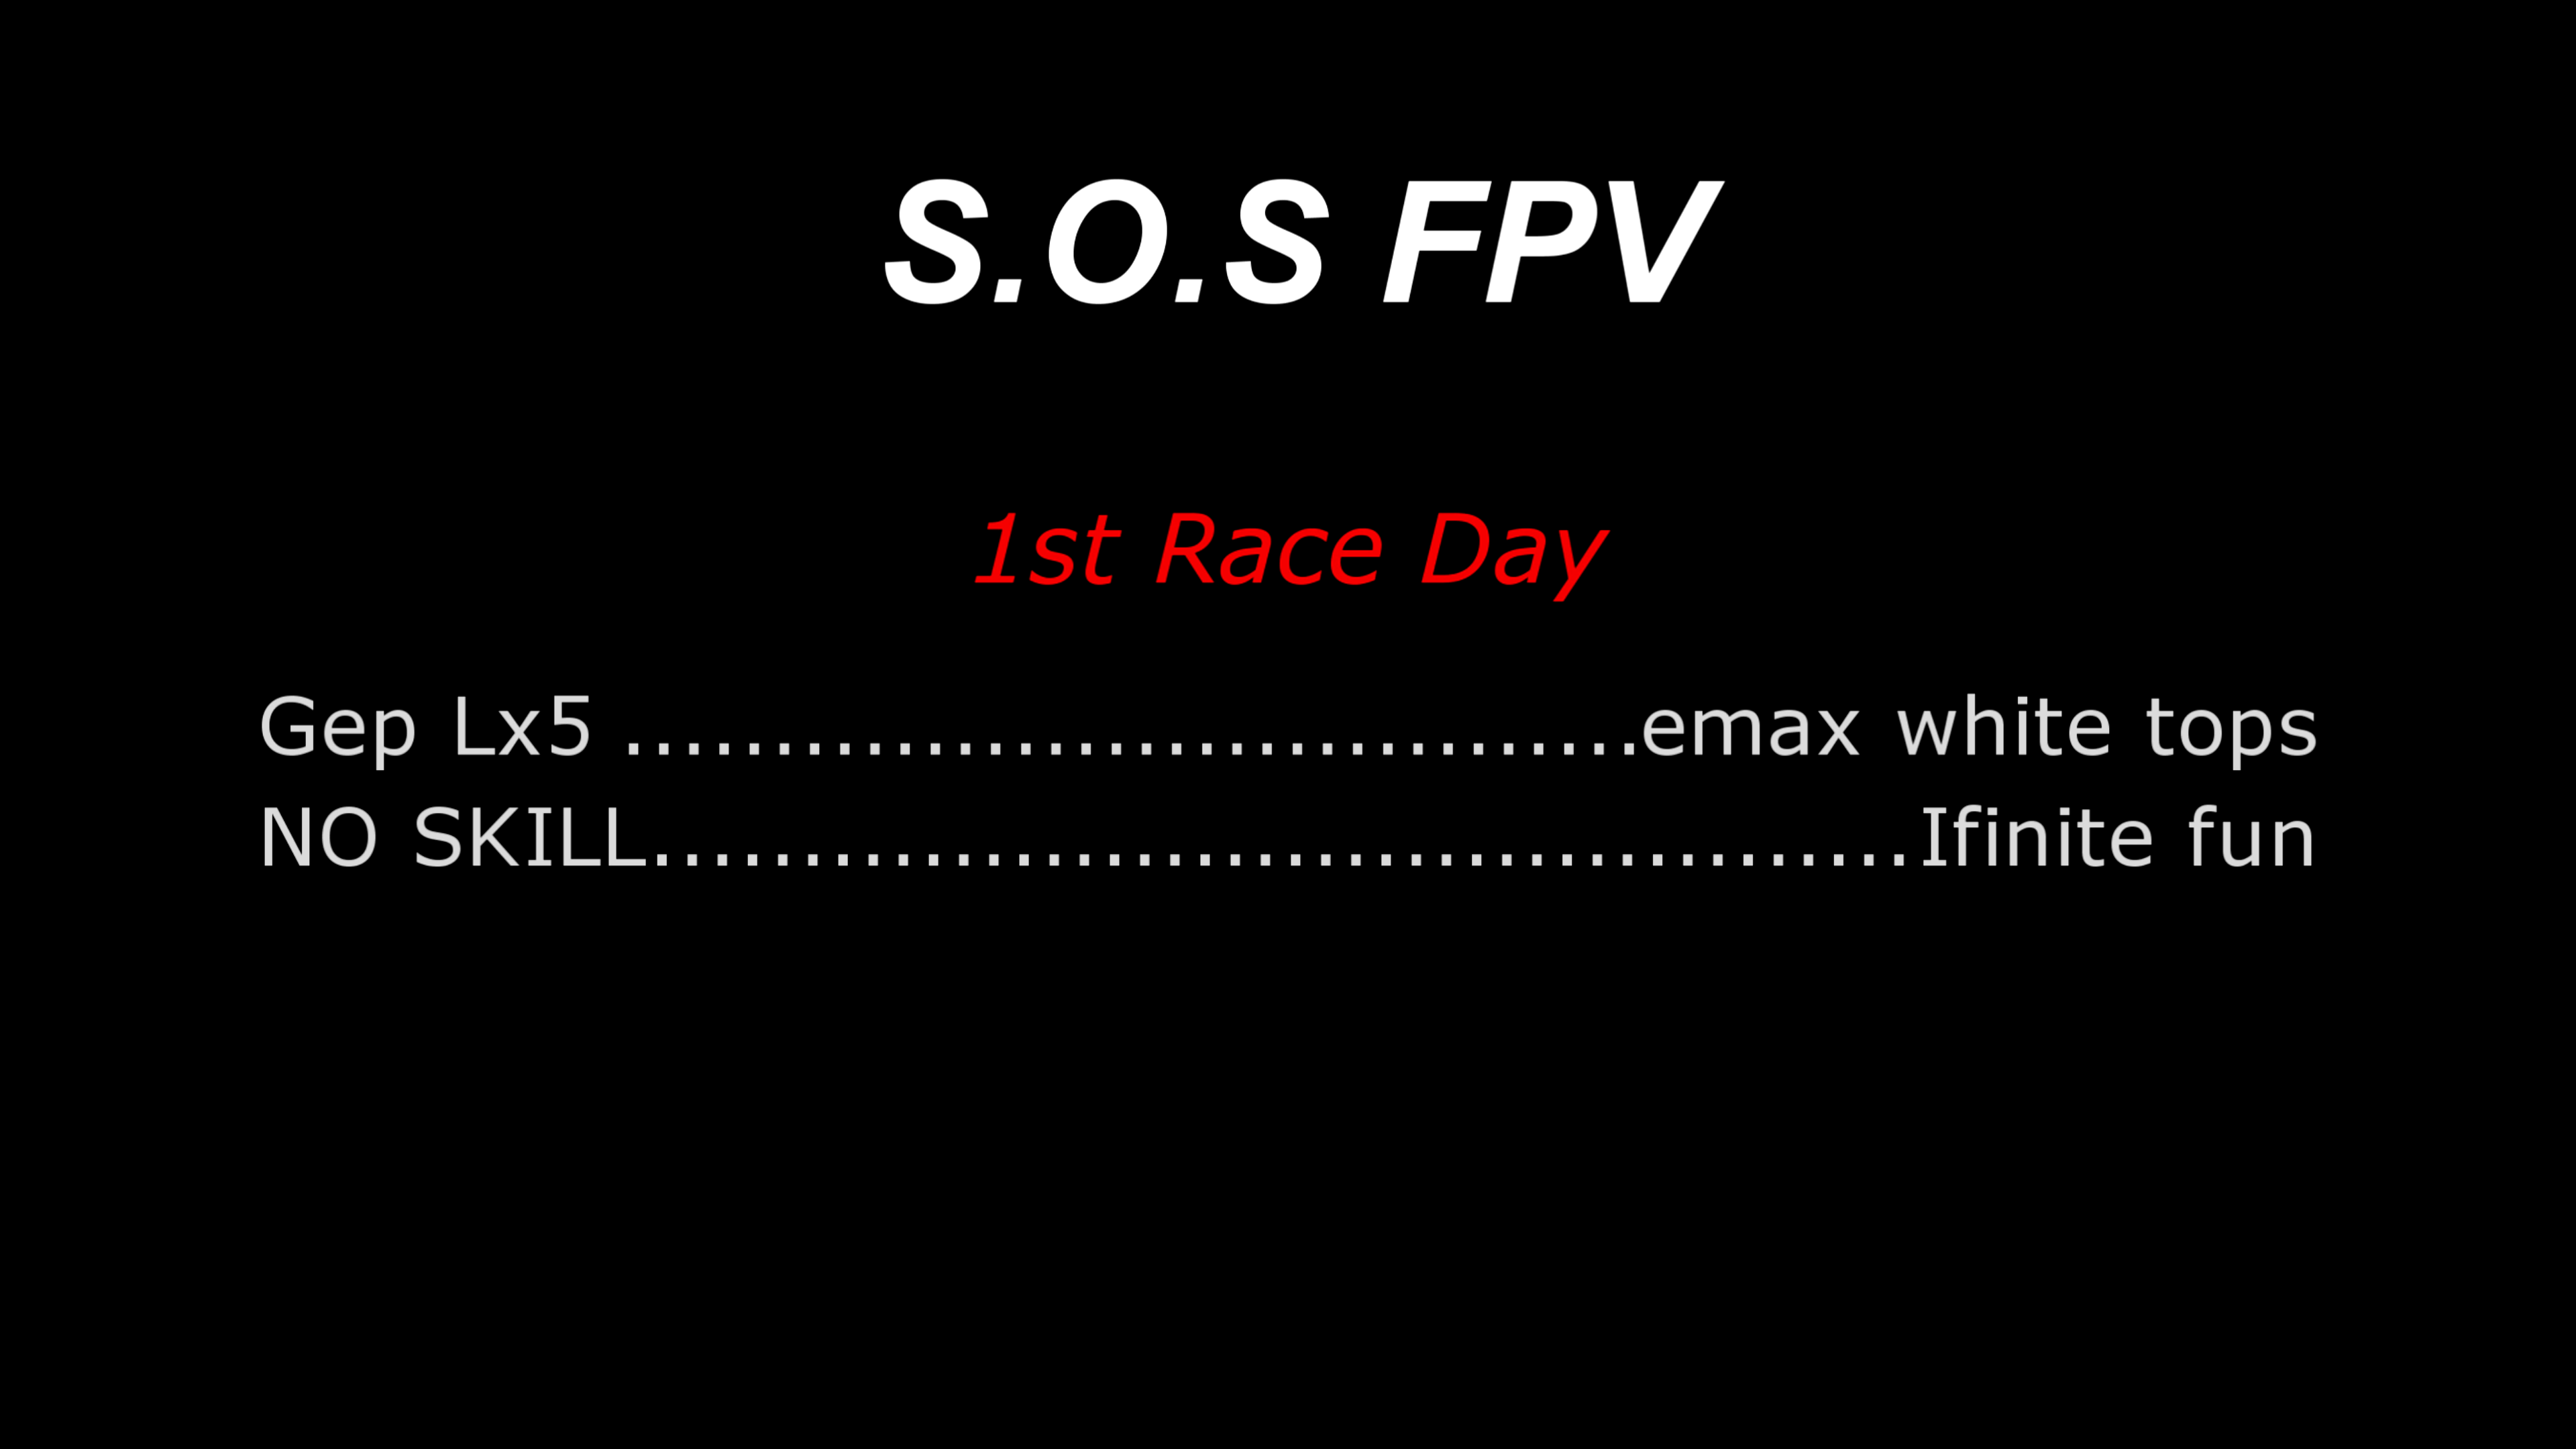 S.O.S FPV
1st Race Day
Gep Lx5 ..................................emax white tops
NO SKILL..........................................Ifinite fun